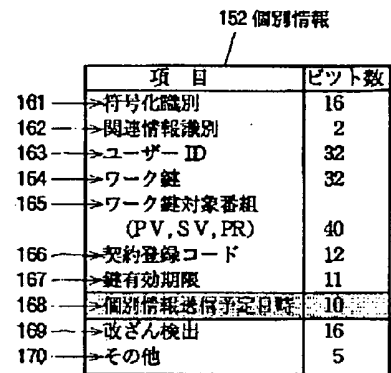 152 個別情報
項 目 ビット数
161 符号化識別 16
162 関連情報識別 2
163 ユーザー ID 32
164 ワーク鍵 32
165 ワーク鍵対象番組
(PV,SV,PR) 40
166 契約登録コード 12
167 鍵有効期限 11
168 個別情報送信予定日時 10
169 改ざん検出 16
170 その他 5